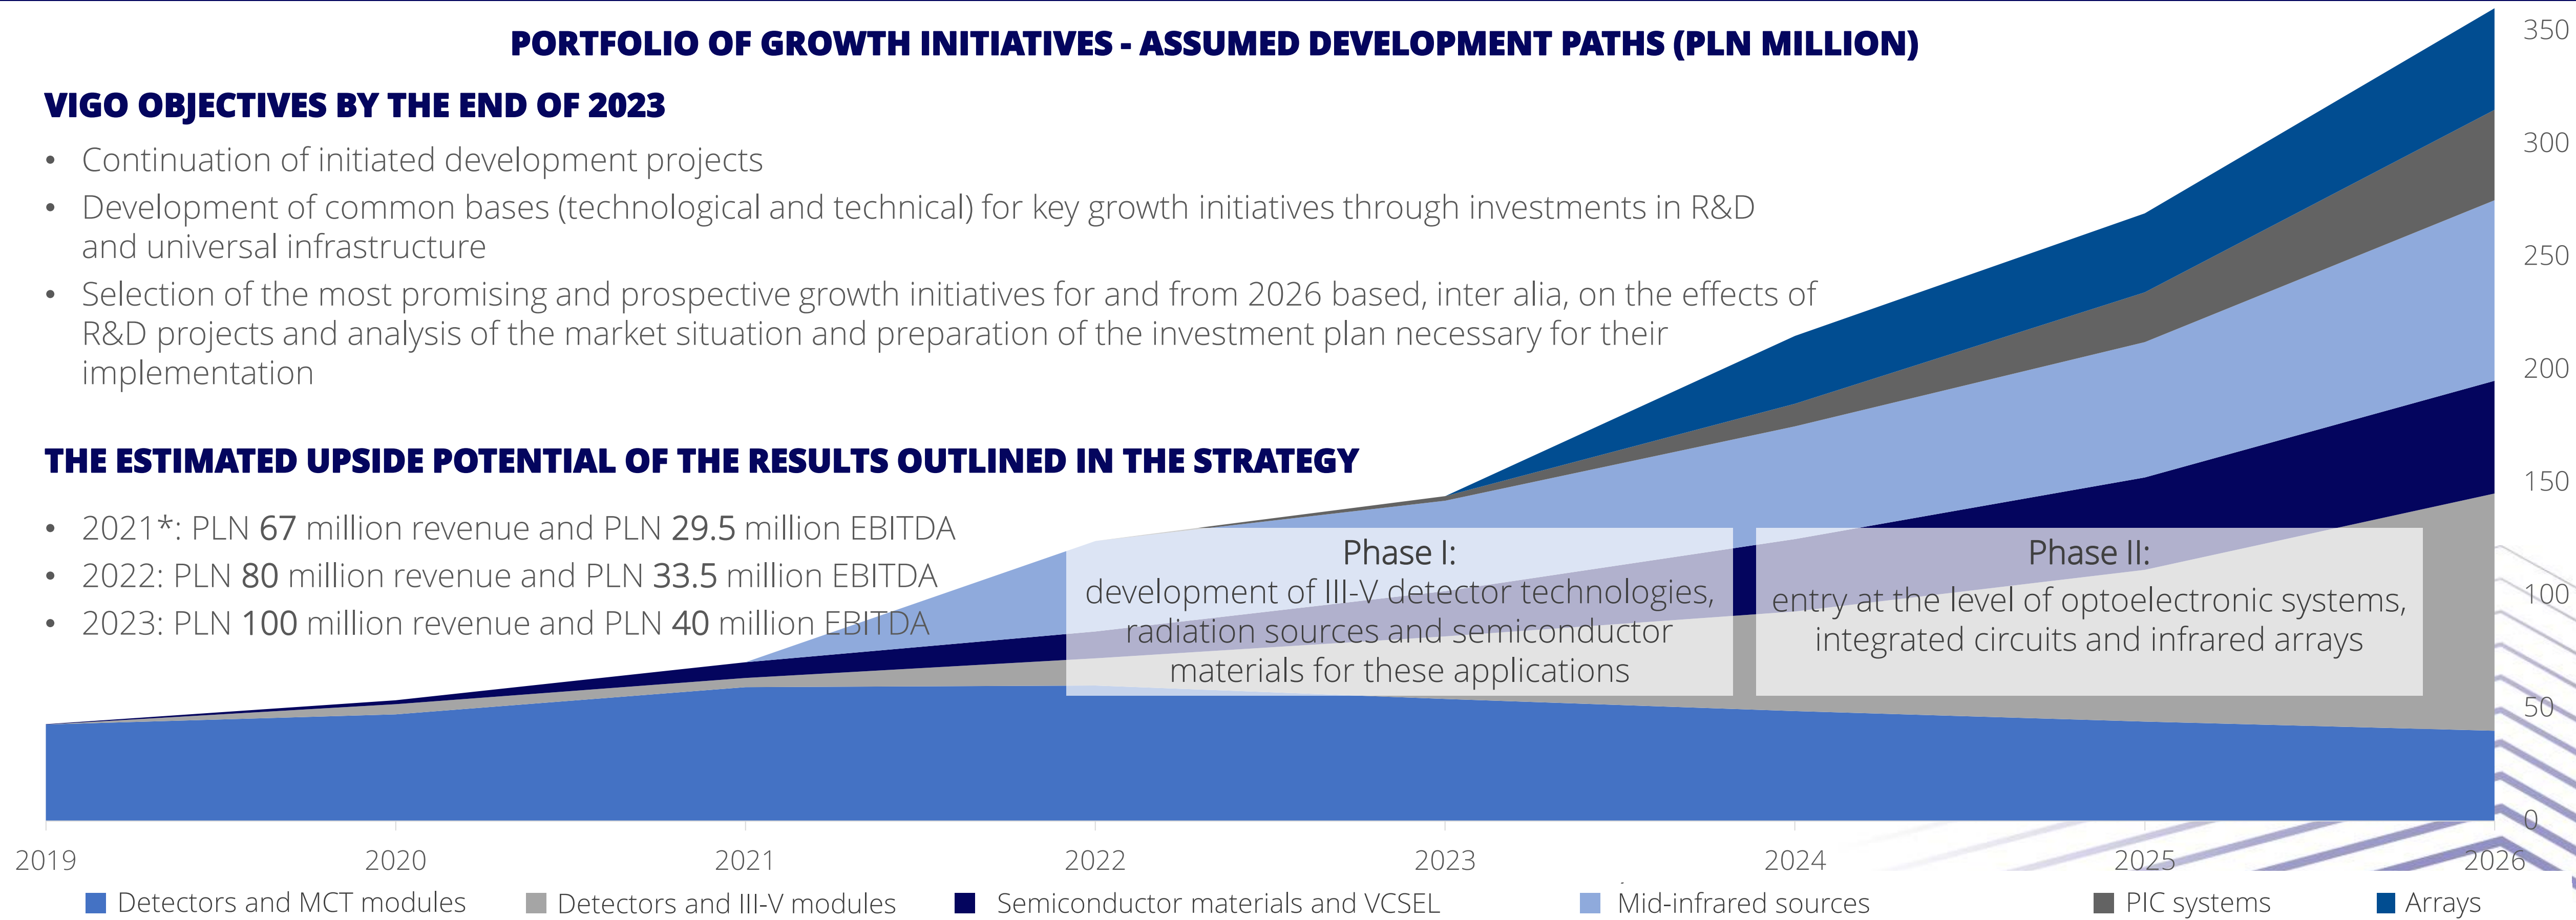 PORTFOLIO OF GROWTH INITIATIVES - ASSUMED DEVELOPMENT PATHS (PLN MILLION)
VIGO OBJECTIVES BY THE END OF 2023
• Continuation of initiated development projects
• Development of common bases (technological and technical) for key growth initiatives through investments in R&D
and universal infrastructure
• Selection of the most promising and prospective growth initiatives for and from 2026 based, inter alia, on the effects of
R&D projects and analysis of the market situation and preparation of the investment plan necessary for their
implementation
THE ESTIMATED UPSIDE POTENTIAL OF THE RESULTS OUTLINED IN THE STRATEGY
• 2021*: PLN 67 million revenue and PLN 29.5 million EBITDA
• 2022: PLN 80 million revenue and PLN 33.5 million EBITDA
• 2023: PLN 100 million revenue and PLN 40 million EBITDA
Phase I:
development of III-V detector technologies,
radiation sources and semiconductor
materials for these applications
Phase II:
entry at the level of optoelectronic systems,
integrated circuits and infrared arrays
350
300
250
200
150
100
50
0
2019
2020
2021
2022
2023
2024
2025
2026
Detectors and MCT modules
Detectors and III-V modules
Semiconductor materials and VCSEL
Mid-infrared sources
PIC systems
Arrays